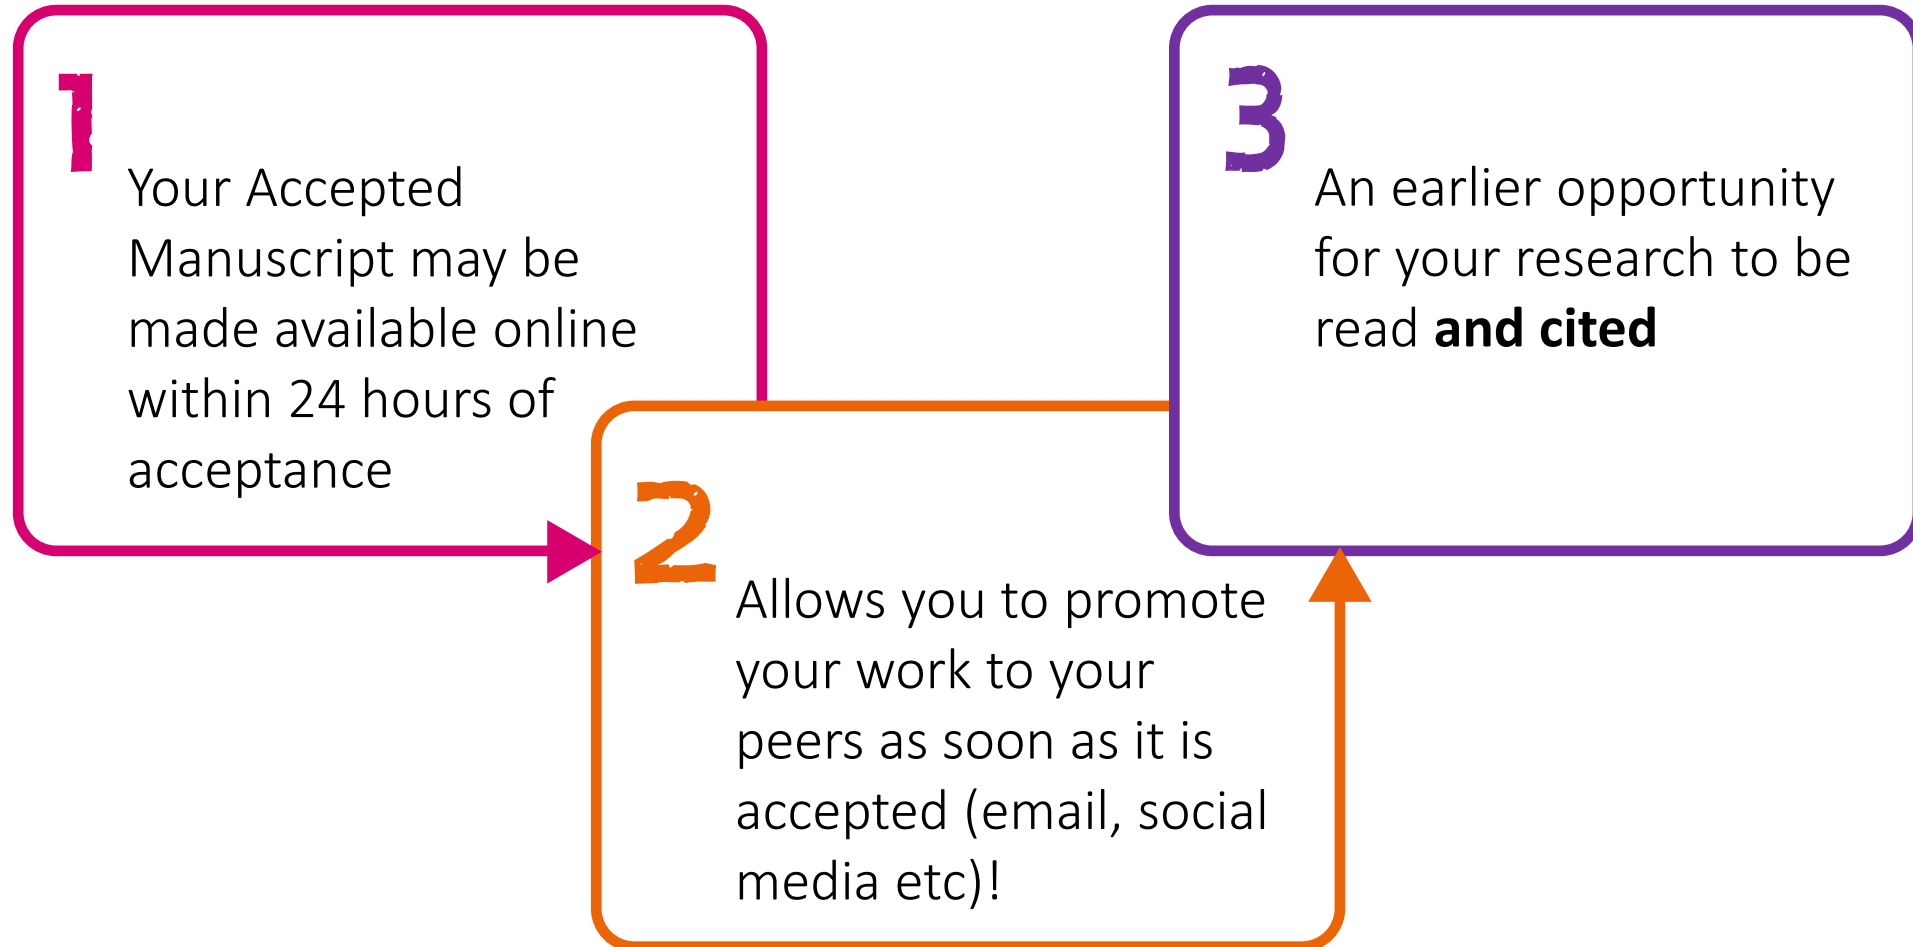 1
Your Accepted
Manuscript may be
made available online
within 24 hours of
acceptance
2
Allows you to promote
your work to your
peers as soon as it is
accepted (email, social
media etc)!
3
An earlier opportunity
for your research to be
read and cited